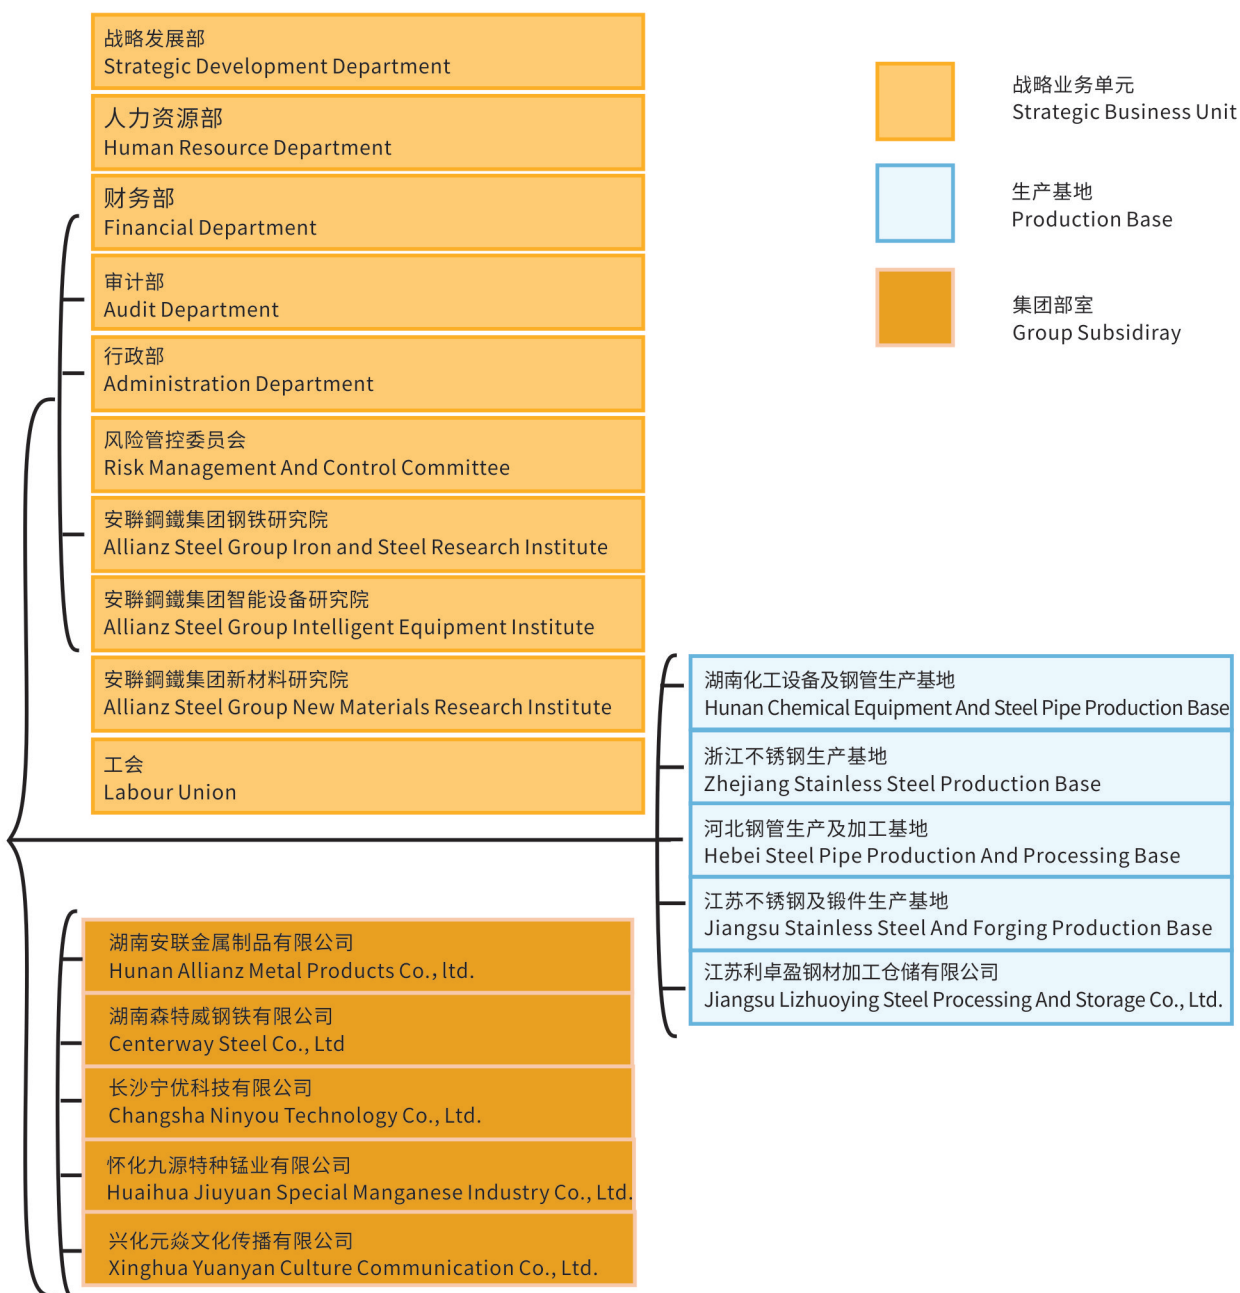 战略发展部
Strategic Development Department
人力资源部
Human Resource Department
财务部
Financial Department
审计部
Audit Department
行政部
Administration Department
风险管控委员会
Risk Management And Control Committee
安聨鋼鐵集团钢铁研究院
Allianz Steel Group Iron and Steel Research Institute
安聨鋼鐵集团智能设备研究院
Allianz Steel Group Intelligent Equipment Institute
安聨鋼鐵集团新材料研究院
Allianz Steel Group New Materials Research Institute
工会
Labour Union
战略业务单元
Strategic Business Unit
生产基地
Production Base
集团部室
Group Subsidiray
湖南化工设备及钢管生产基地
Hunan Chemical Equipment And Steel Pipe Production Base
浙江不锈钢生产基地
Zhejiang Stainless Steel Production Base
河北钢管生产及加工基地
Hebei Steel Pipe Production And Processing Base
江苏不锈钢及锻件生产基地
Jiangsu Stainless Steel And Forging Production Base
江苏利卓盈钢材加工仓储有限公司
Jiangsu Lizhuoying Steel Processing And Storage Co., Ltd.
湖南安联金属制品有限公司
Hunan Allianz Metal Products Co., ltd.
湖南森特威钢铁有限公司
Centerway Steel Co., Ltd
长沙宁优科技有限公司
Changsha Ninyou Technology Co., Ltd.
怀化九源特种锰业有限公司
Huaihua Jiuyuan Special Manganese Industry Co., Ltd.
兴化元焱文化传播有限公司
Xinghua Yuanyan Culture Communication Co., Ltd.